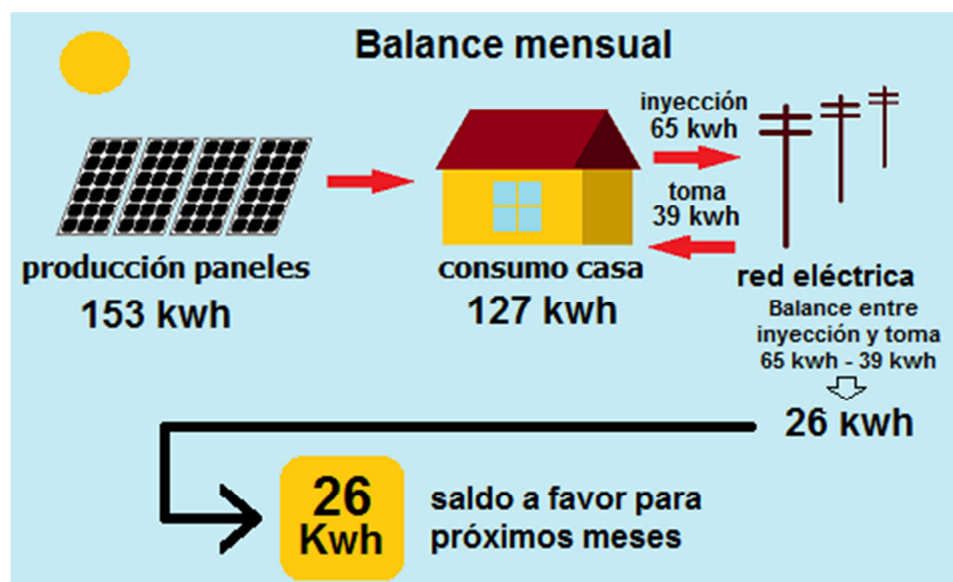 Balance mensual
inyección
65 kwh
toma
39 kwh
producción paneles
153 kwh
consumo casa
127 kwh
red eléctrica
Balance entre
inyección y toma
65 kwh - 39 kwh
26 kwh
26
Kwh
saldo a favor para
próximos meses